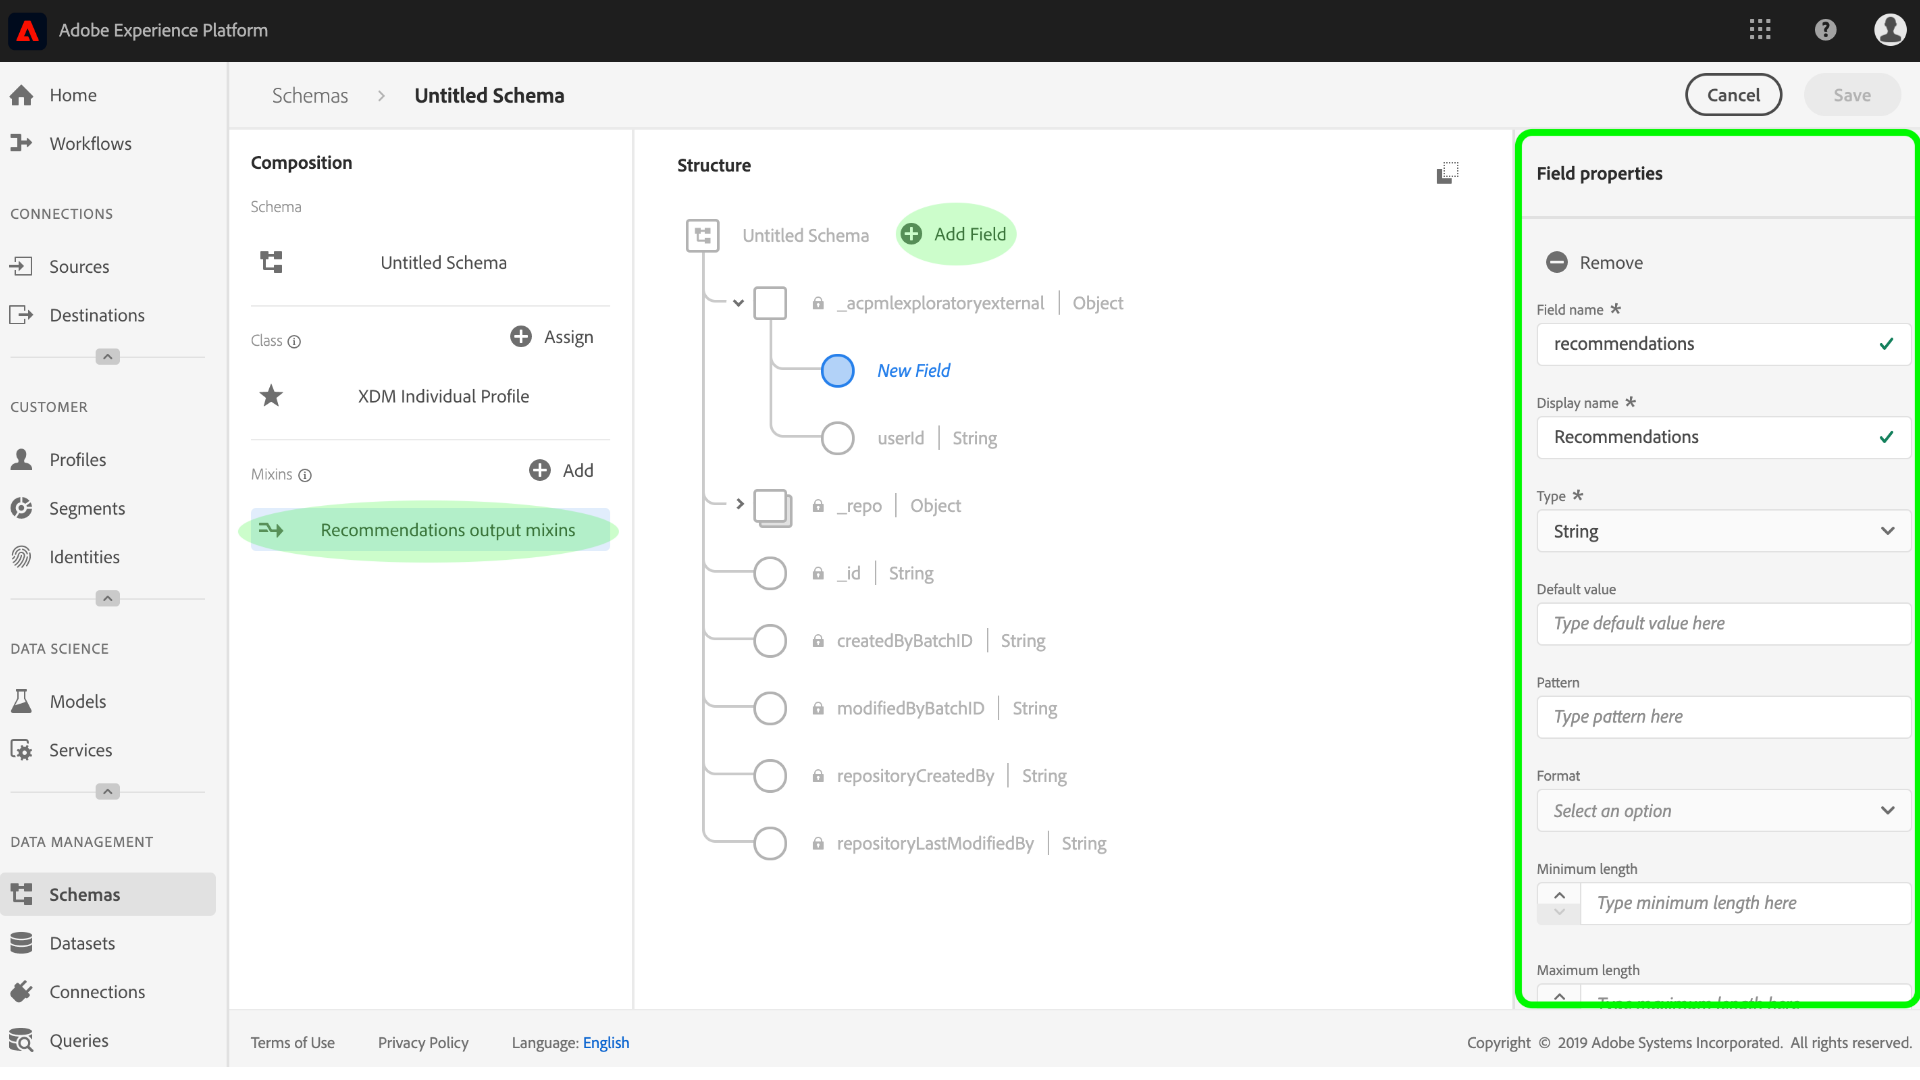 Adobe Experience Platform
?
Home
Workflows
CONNECTIONS
Sources
Destinations
CUSTOMER
Profiles
Segments
Identities
DATA SCIENCE
Models
Services
DATA MANAGEMENT
Schemas
Datasets
Connections
Queries
Schemas > Untitled Schema
Cancel
Save
Composition
Schema
Untitled Schema
Class
Assign
XDM Individual Profile
Mixins
Add
Recommendations output mixins
Structure
Untitled Schema
Add Field
_acpmlexploratoryexternal | Object
New Field
userId | String
_repo | Object
_id | String
createdByBatchID | String
modifiedByBatchID | String
repositoryCreatedBy | String
repositoryLastModifiedBy | String
Field properties
Remove
Field name *
recommendations
Display name *
Recommendations
Type *
String
Default value
Type default value here
Pattern
Type pattern here
Format
Select an option
Minimum length
Type minimum length here
Maximum length
Type maximum length here
Terms of Use
Privacy Policy
Language: English
Copyright © 2019 Adobe Systems Incorporated. All rights reserved.